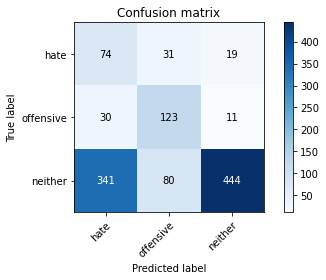 Confusion matrix
True label
hate 74 31 19
offensive 30 123 11
neither 341 80 444
hate offensive neither
Predicted label
400
350
300
250
200
150
100
50